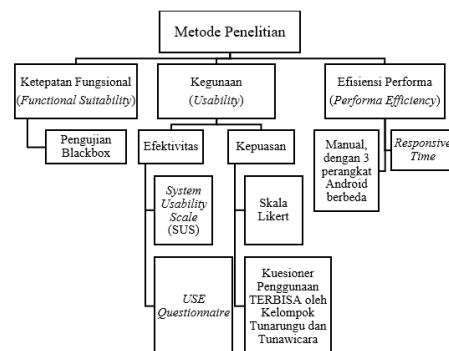 Metode Penelitian
Ketepatan Fungsional
(Functional Suitability)
Kegunaan
(Usability)
Efisiensi Performa
(Performa Efficiency)
Pengujian
Blackbox
Efektivitas
Kepuasan
Manual,
dengan 3
perangkat
Android
berbeda
Responsive
Time
System
Usability
Scale
(SUS)
Skala
Likert
USE
Questionnaire
Kuesioner
Penggunaan
TERBISA oleh
Kelompok
Tunarungu dan
Tunawicara